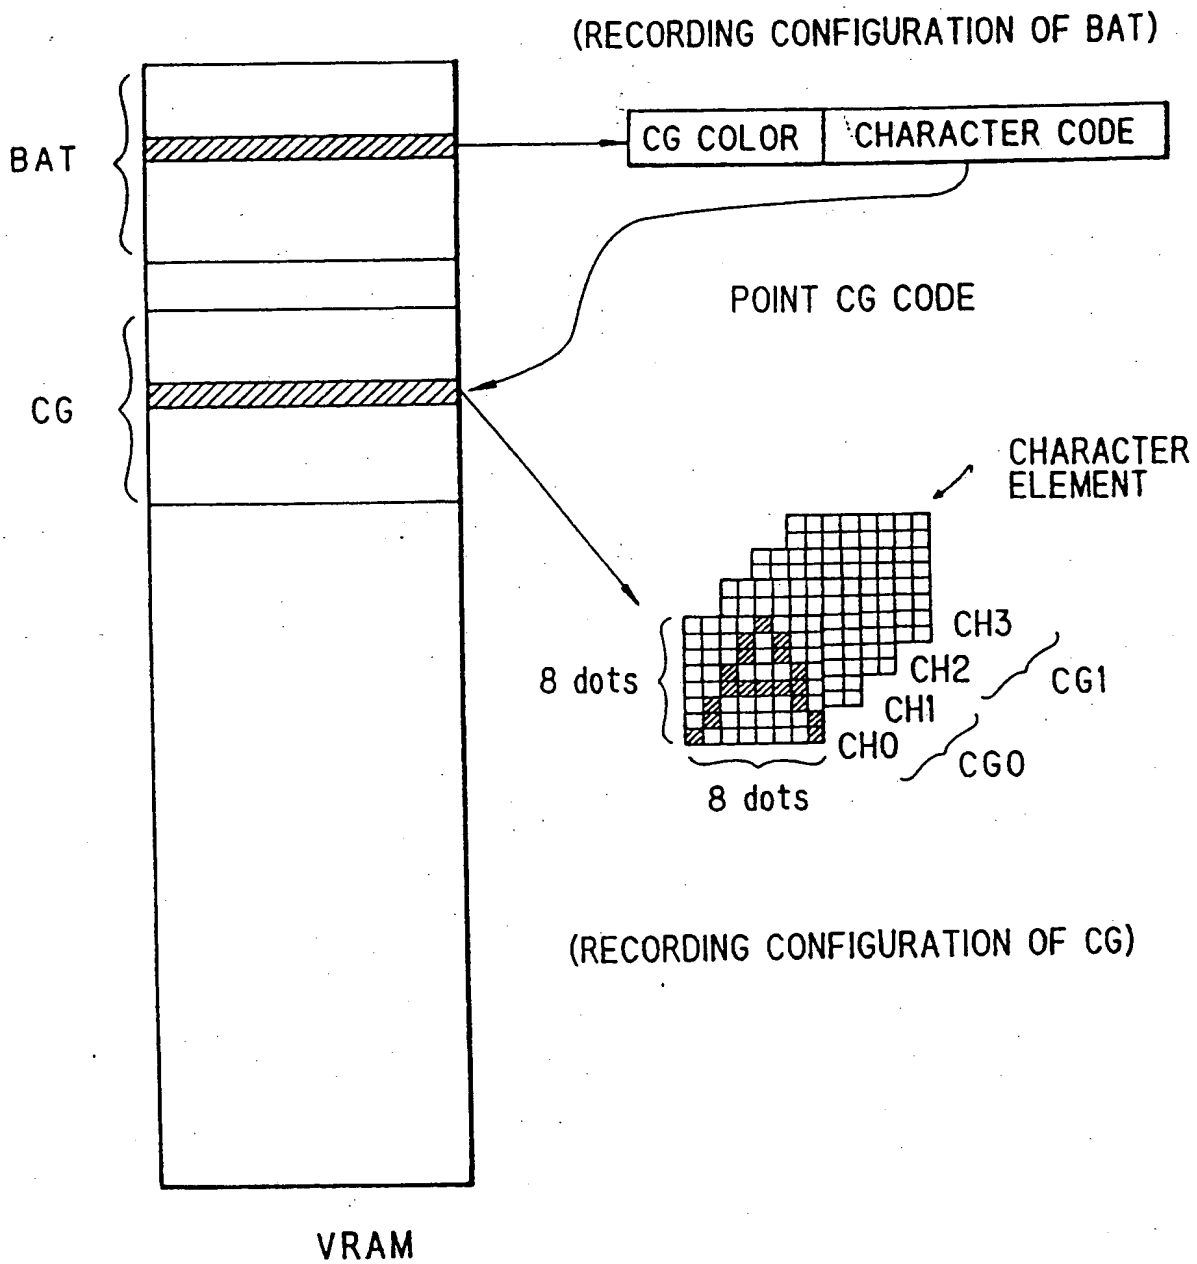 (RECORDING CONFIGURATION OF BAT)
BAT
CG COLOR
CHARACTER CODE
POINT CG CODE
CG
CHARACTER
ELEMENT
8 dots
CH3
CH2
CG1
CH1
CH0
CG0
8 dots
(RECORDING CONFIGURATION OF CG)
VRAM